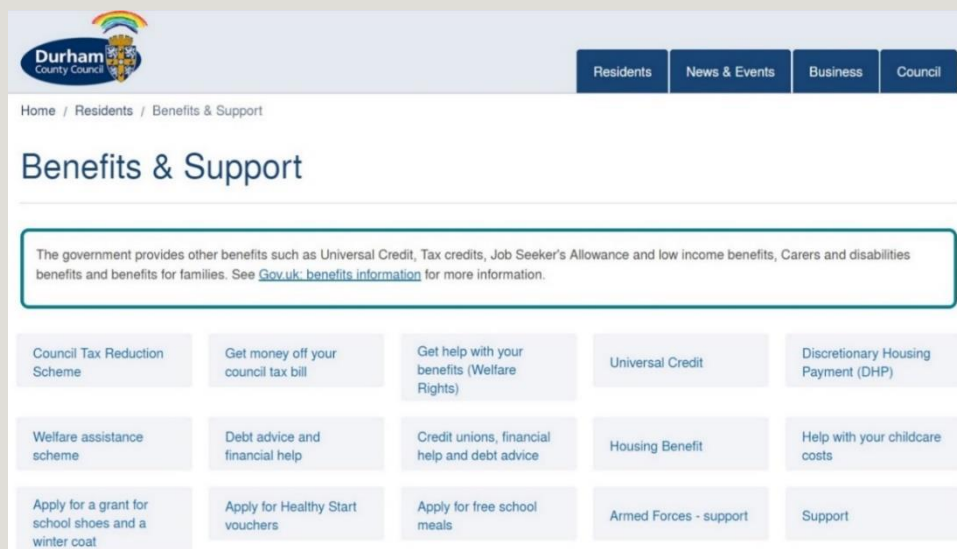 Durham
County Council
Residents
News & Events
Business
Council
Home / Residents / Benefits & Support
Benefits & Support
The government provides other benefits such as Universal Credit, Tax credits, Job Seeker's Allowance and low income benefits, Carers and disabilities
benefits and benefits for families. See Gov.uk: benefits information for more information.
Council Tax Reduction
Scheme
Get money off your
council tax bill
Get help with your
benefits (Welfare
Rights)
Universal Credit
Discretionary Housing
Payment (DHP)
Welfare assistance
scheme
Debt advice and
financial help
Credit unions, financial
help and debt advice
Housing Benefit
Help with your childcare
costs
Apply for a grant for
school shoes and a
winter coat
Apply for Healthy Start
vouchers
Apply for free school
meals
Armed Forces - support
Support